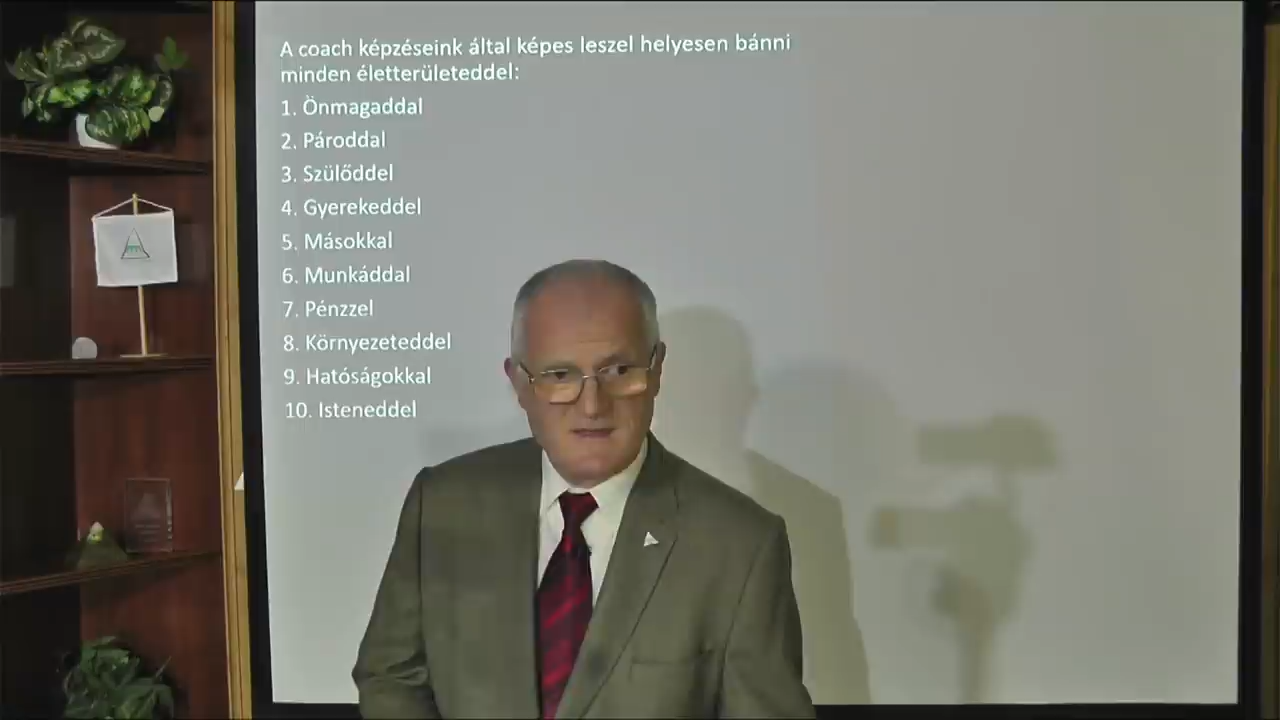 A coach képzéseink által képes leszel helyesen bánni
minden életterületeddel:
1. Önmagaddal
2. Pároddal
3. Szülőddel
4. Gyerekeddel
5. Másokkal
6. Munkáddal
7. Pénzzel
8. Környezeteddel
9. Hatóságokkal
10. Isteneddel